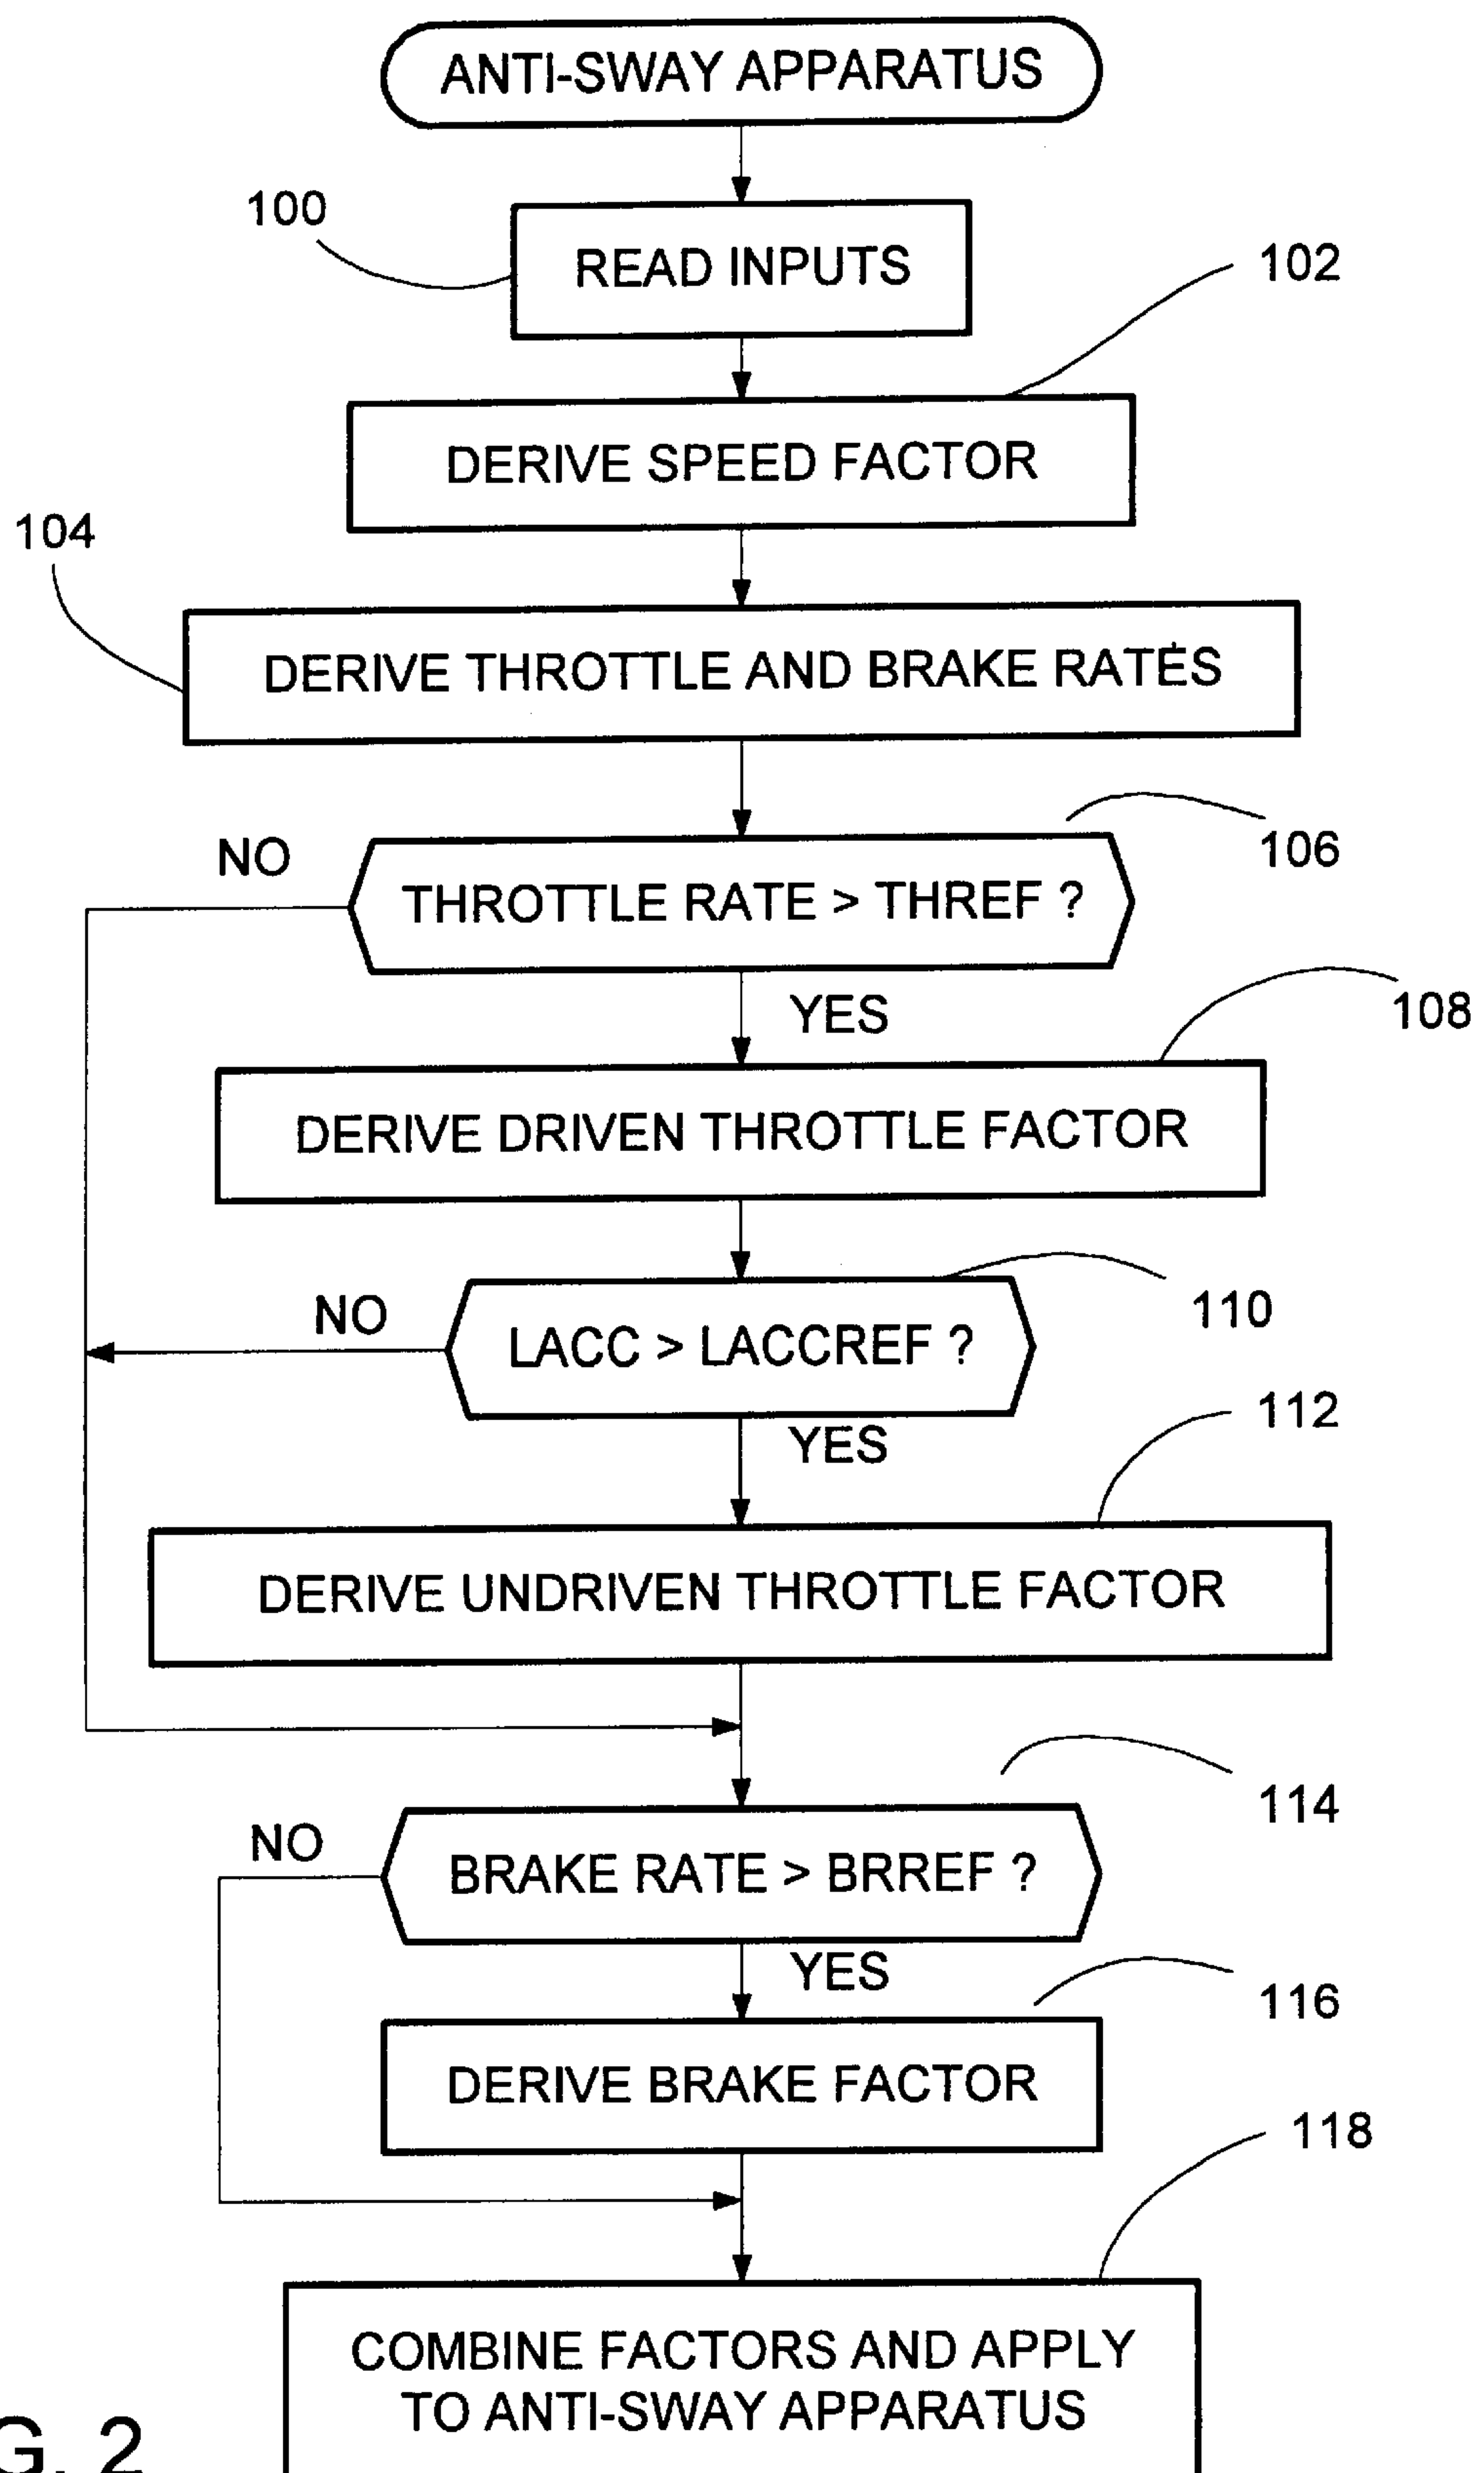 ANTI-SWAY APPARATUS
100
READ INPUTS
102
DERIVE SPEED FACTOR
104
DERIVE THROTTLE AND BRAKE RATES
106
NO
THROTTLE RATE > THREF ?
YES
108
DERIVE DRIVEN THROTTLE FACTOR
110
NO
LACC > LACCREF ?
YES
112
DERIVE UNDRIVEN THROTTLE FACTOR
114
NO
BRAKE RATE > BRREF ?
YES
116
DERIVE BRAKE FACTOR
118
COMBINE FACTORS AND APPLY
TO ANTI-SWAY APPARATUS
G. 2